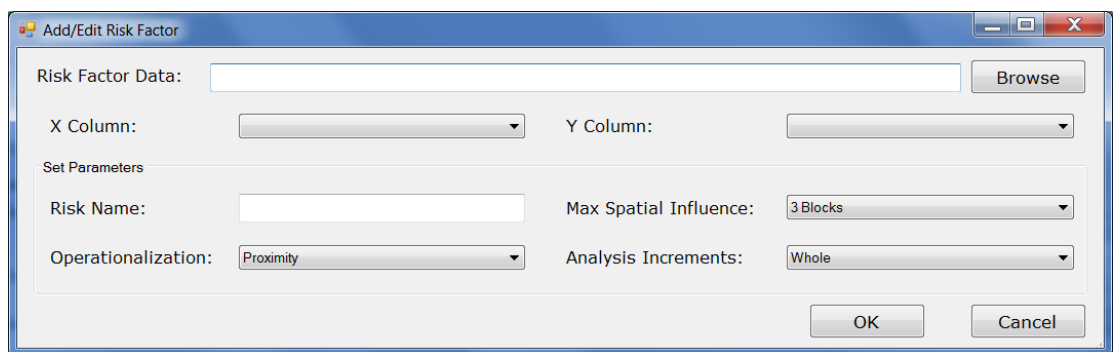 Add/Edit Risk Factor
Risk Factor Data: Browse
X Column: Y Column:
Set Parameters
Risk Name: Max Spatial Influence: 3 Blocks
Operationalization: Proximity Analysis Increments: Whole
OK Cancel